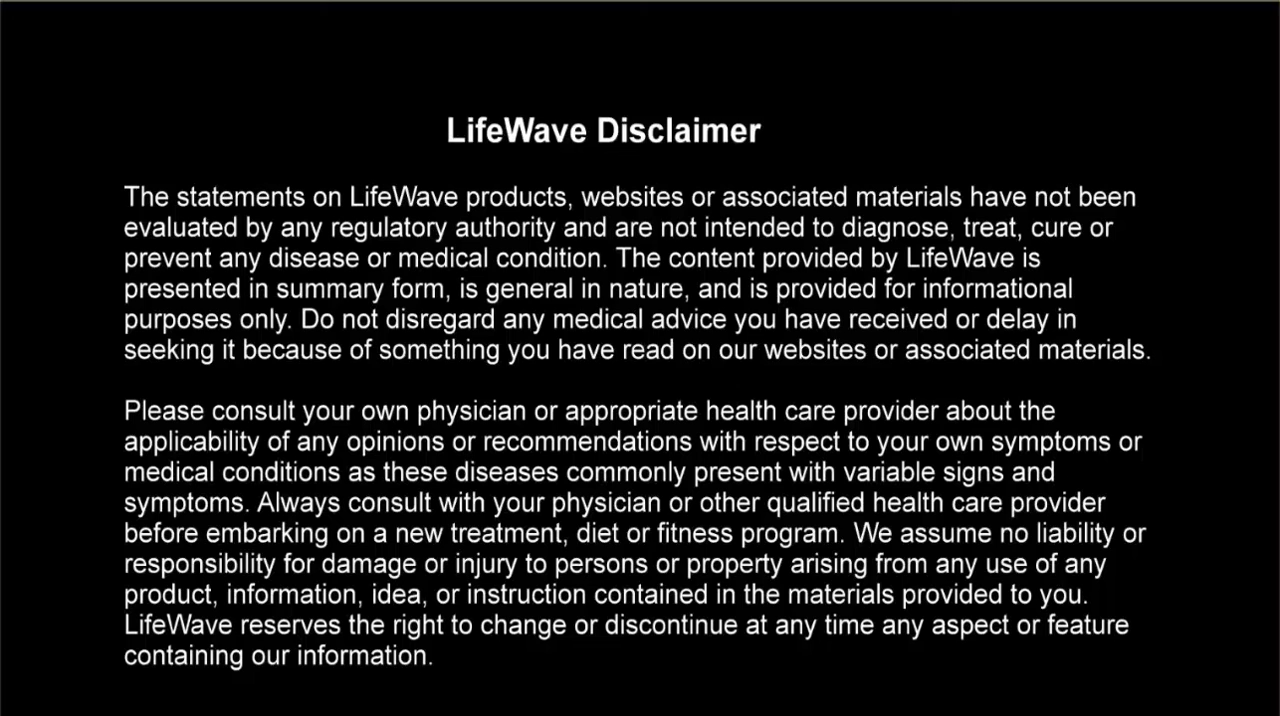 LifeWave Disclaimer
The statements on LifeWave products, websites or associated materials have not been
evaluated by any regulatory authority and are not intended to diagnose, treat, cure or
prevent any disease or medical condition. The content provided by LifeWave is
presented in summary form, is general in nature, and is provided for informational
purposes only. Do not disregard any medical advice you have received or delay in
seeking it because of something you have read on our websites or associated materials.
Please consult your own physician or appropriate health care provider about the
applicability of any opinions or recommendations with respect to your own symptoms or
medical conditions as these diseases commonly present with variable signs and
symptoms. Always consult with your physician or other qualified health care provider
before embarking on a new treatment, diet or fitness program. We assume no liability or
responsibility for damage or injury to persons or property arising from any use of any
product, information, idea, or instruction contained in the materials provided to you.
LifeWave reserves the right to change or discontinue at any time any aspect or feature
containing our information.